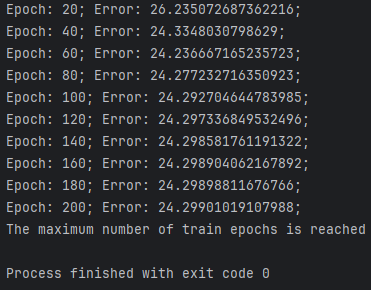 Epoch: 20; Error: 26.235072687362216;
Epoch: 40; Error: 24.3348030798629;
Epoch: 60; Error: 24.236667165235723;
Epoch: 80; Error: 24.277232716350923;
Epoch: 100; Error: 24.292704644783985;
Epoch: 120; Error: 24.297336849532496;
Epoch: 140; Error: 24.298581761191322;
Epoch: 160; Error: 24.298904062167892;
Epoch: 180; Error: 24.29898811676766;
Epoch: 200; Error: 24.29901019107988;
The maximum number of train epochs is reached
Process finished with exit code 0